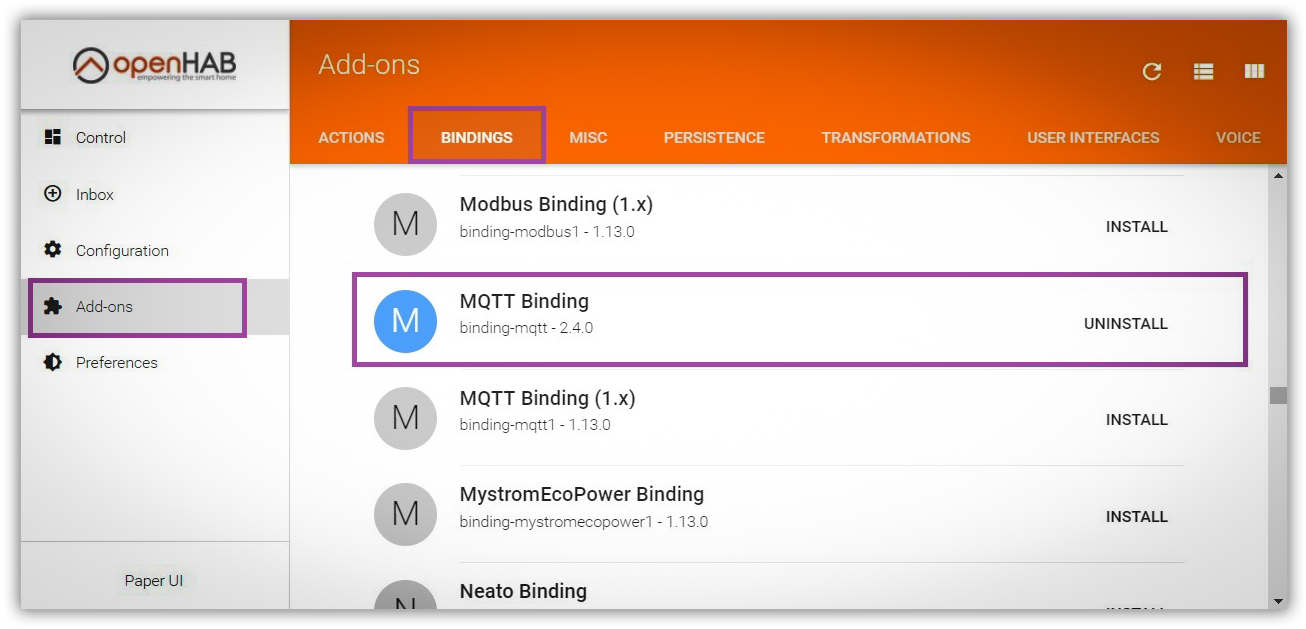 openHAB
empowering the smart home
Add-ons
ACTIONS BINDINGS MISC PERSISTENCE TRANSFORMATIONS USER INTERFACES VOICE
Control
Inbox
Configuration
Add-ons
Preferences
Paper UI
M
Modbus Binding (1.x)
binding-modbus1 - 1.13.0
INSTALL
M
MQTT Binding
binding-mqtt - 2.4.0
UNINSTALL
M
MQTT Binding (1.x)
binding-mqtt1 - 1.13.0
INSTALL
M
MystromEcoPower Binding
binding-mystromecopower1 - 1.13.0
INSTALL
N
Neato Binding